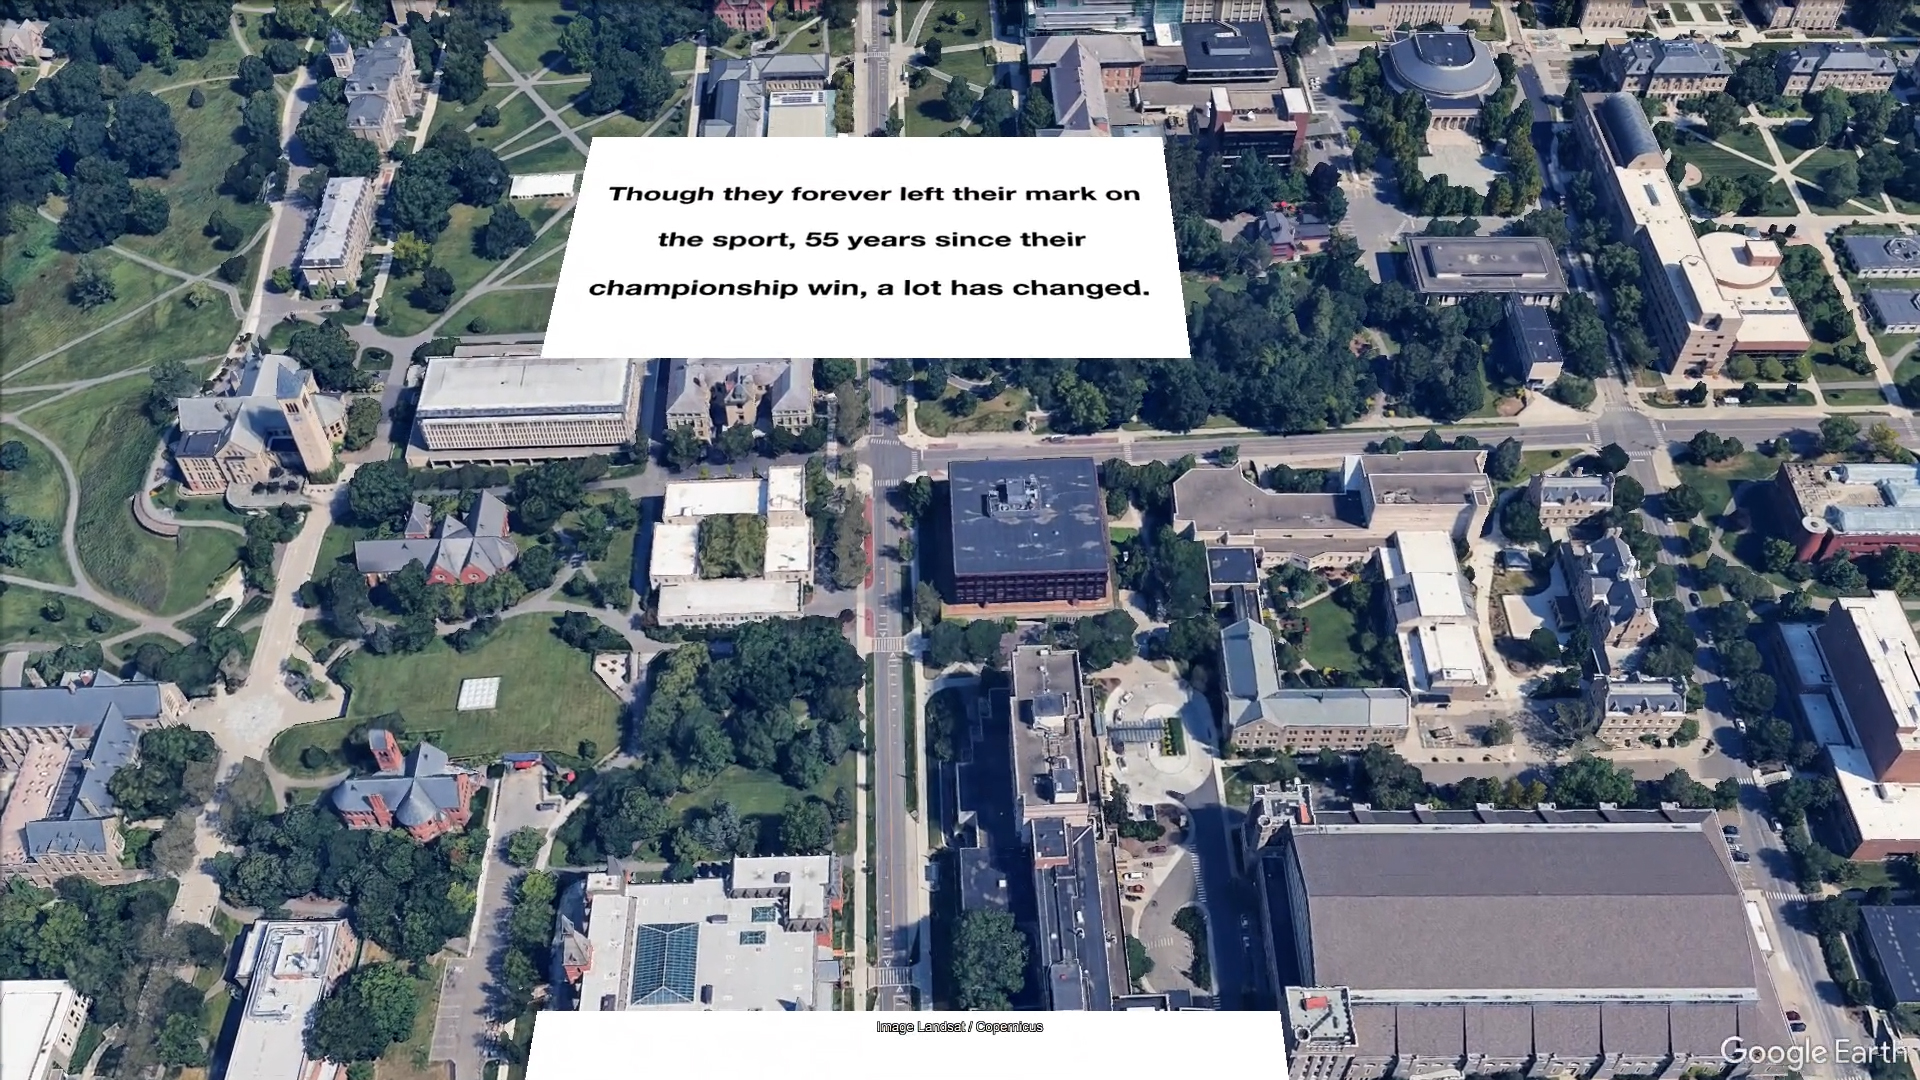 Though they forever left their mark on
the sport, 55 years since their
championship win, a lot has changed.
Image Landsat / Copernicus
Google Earth